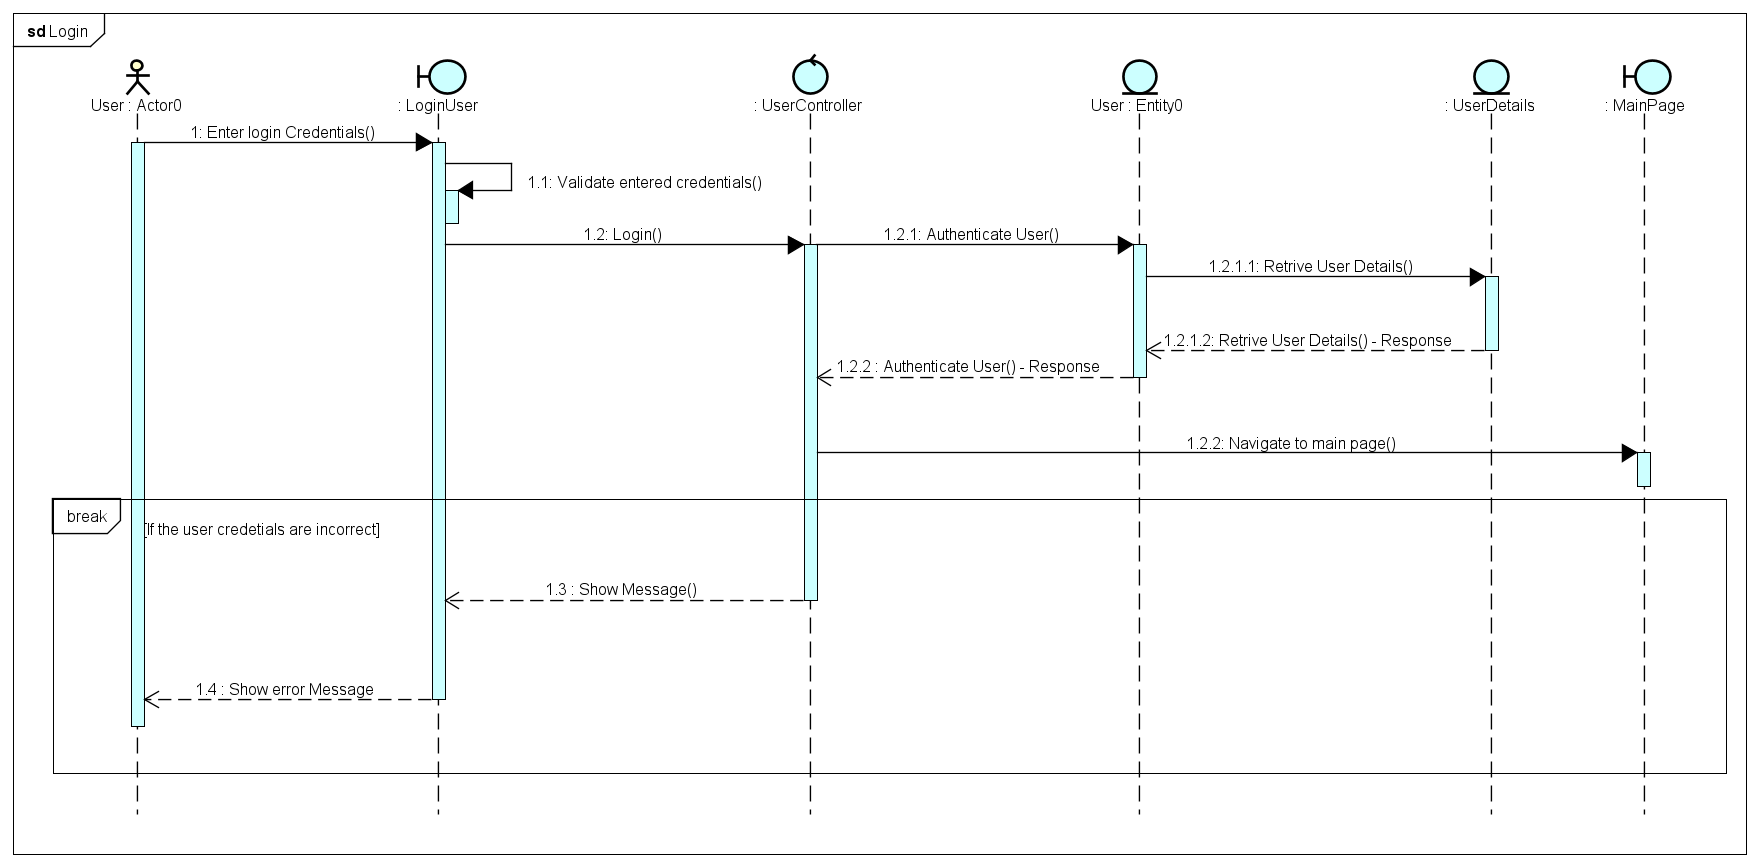 sd Login
User : Actor0
: LoginUser
: UserController
User : Entity0
: UserDetails
: MainPage
1: Enter login Credentials()
1.1: Validate entered credentials()
1.2: Login()
1.2.1: Authenticate User()
1.2.1.1: Retrive User Details()
1.2.1.2: Retrive User Details() - Response
1.2.2 : Authenticate User() - Response
1.2.2: Navigate to main page()
break
[If the user credetials are incorrect]
1.3 : Show Message()
1.4 : Show error Message